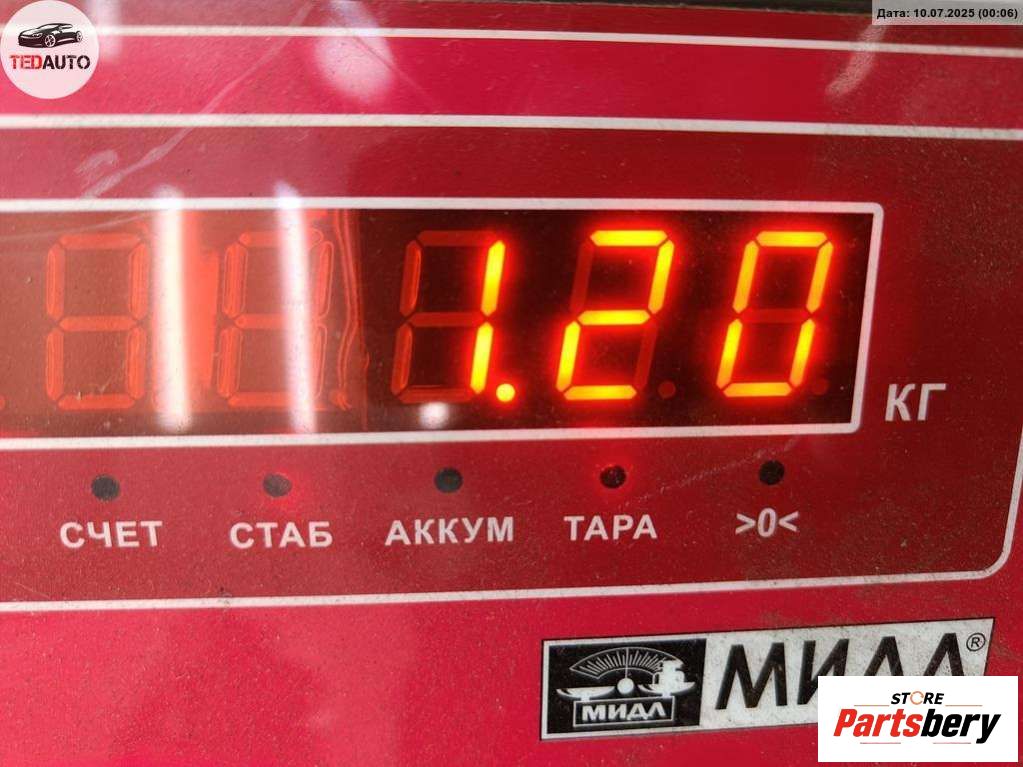 Дата: 10.07.2025 (00:06)
TEDAUTO
1.20
КГ
СЧЕТ СТАБ АККУМ ТАРА >0<
МИДЛ МИДЛ®
STORE
Partsbery